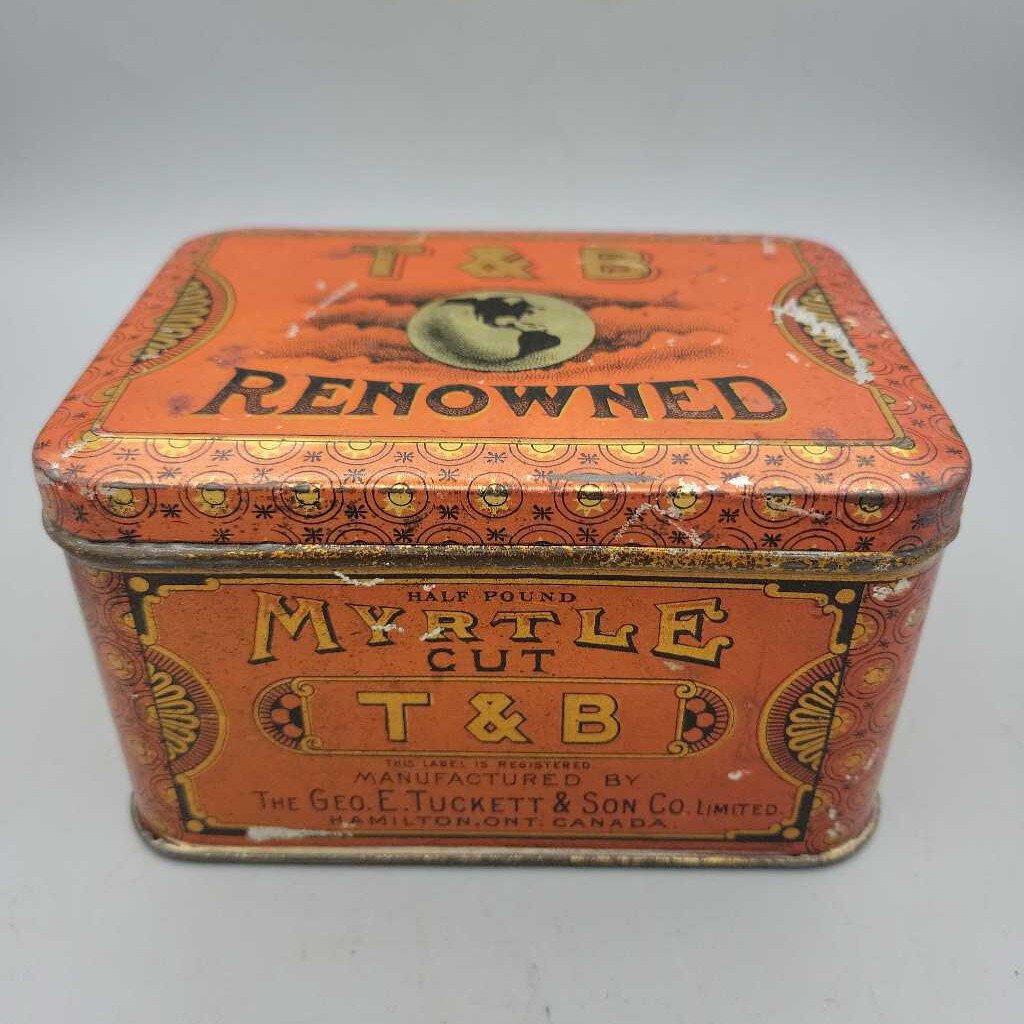 T & B
RENOWNED
HALF POUND
MYRTLE
CUT
T & B
THIS LABEL IS REGISTERED
MANUFACTURED BY
THE GEO. E. TUCKETT & SON CO. LIMITED.
HAMILTON, ONT. CANADA.